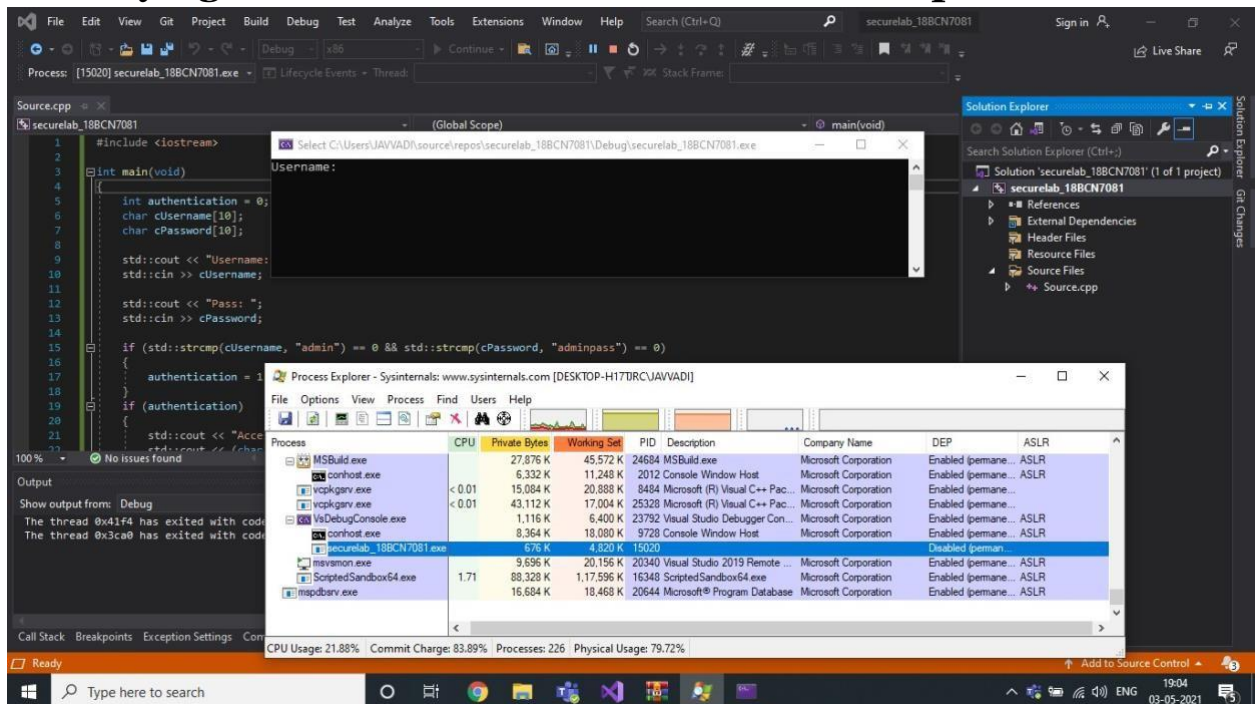 File Edit View Git Project Build Debug Test Analyze Tools Extensions Window Help Search (Ctrl+Q) securelab_18BCN7081 Sign in
Debug x86 Continue Live Share
Process: [15020] securelab_18BCN7081.exe Lifecycle Events Thread: Stack Frame:
Source.cpp
securelab_18BCN7081 (Global Scope) main(void)
1 #include <iostream>
2
3 int main(void)
4 {
5 int authentication = 0;
6 char cUsername[10];
7 char cPassword[10];
8
9 std::cout << "Username:
10 std::cin >> cUsername;
11
12 std::cout << "Pass: ";
13 std::cin >> cPassword;
14
15 if (std::strcmp(cUsername, "admin") == 0 && std::strcmp(cPassword, "adminpass") == 0)
16 {
17 authentication = 1
18 }
19 if (authentication)
20 {
21 std::cout << "Acce
22 std::cout << (char
100 % No issues found
Select C:\Users\JAVVADI\source\repos\securelab_18BCN7081\Debug\securelab_18BCN7081.exe
Username:
Solution Explorer
Search Solution Explorer (Ctrl+;)
Solution 'securelab_18BCN7081' (1 of 1 project)
securelab_18BCN7081
References
External Dependencies
Header Files
Resource Files
Source Files
Source.cpp
Solution Explorer
Git Changes
Process Explorer - Sysinternals: www.sysinternals.com [DESKTOP-H17TJRC\JAVVADI]
File Options View Process Find Users Help
Process CPU Private Bytes Working Set PID Description Company Name DEP ASLR
MSBuild.exe 27,876 K 45,572 K 24684 MSBuild.exe Microsoft Corporation Enabled (permane... ASLR
conhost.exe 6,332 K 11,248 K 2012 Console Window Host Microsoft Corporation Enabled (permane... ASLR
vcpkgsrv.exe < 0.01 15,084 K 20,888 K 8484 Microsoft (R) Visual C++ Pac... Microsoft Corporation Enabled (permane...
vcpkgsrv.exe < 0.01 43,112 K 17,004 K 25328 Microsoft (R) Visual C++ Pac... Microsoft Corporation Enabled (permane...
VsDebugConsole.exe 1,116 K 6,400 K 23792 Visual Studio Debugger Con... Microsoft Corporation Enabled (permane... ASLR
conhost.exe 8,364 K 18,080 K 9728 Console Window Host Microsoft Corporation Enabled (permane... ASLR
securelab_18BCN7081.exe 676 K 4,820 K 15020 Disabled (perman...
msvsmon.exe 9,696 K 20,156 K 20340 Visual Studio 2019 Remote ... Microsoft Corporation Enabled (permane... ASLR
ScriptedSandbox64.exe 1.71 88,328 K 1,17,596 K 16348 ScriptedSandbox64.exe Microsoft Corporation Enabled (permane... ASLR
mspdbsrv.exe 16,684 K 18,468 K 20644 Microsoft® Program Database Microsoft Corporation Enabled (permane... ASLR
CPU Usage: 21.88% Commit Charge: 83.89% Processes: 226 Physical Usage: 79.72%
Output
Show output from: Debug
The thread 0x41f4 has exited with code
The thread 0x3ca0 has exited with code
Call Stack Breakpoints Exception Settings Com
Ready Add to Source Control 3
Type here to search ENG 19:04
03-05-2021 5